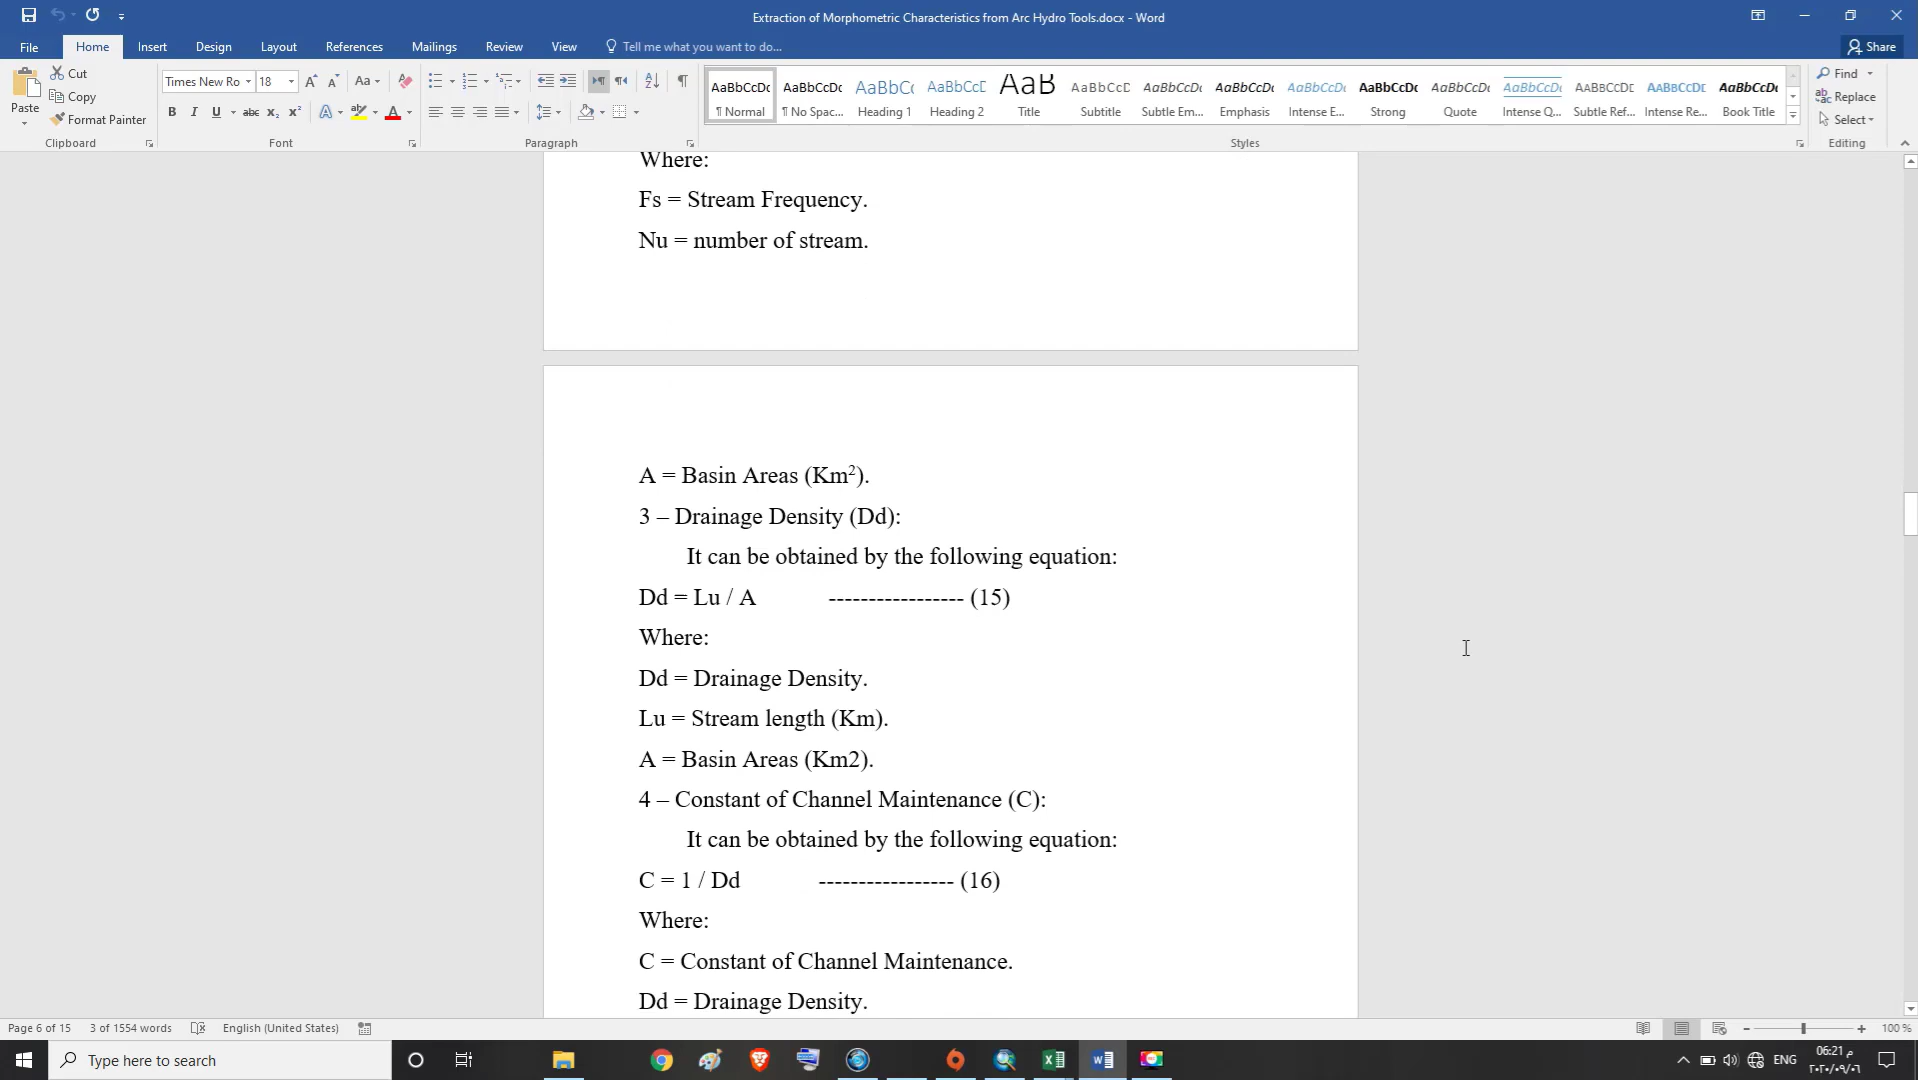 Extraction of Morphometric Characteristics from Arc Hydro Tools.docx - Word
File Home Insert Design Layout References Mailings Review View Tell me what you want to do... Share
Cut
Copy
Format Painter
Paste
Clipboard
Times New Ro 18
Font
Paragraph
AaBbCcDc AaBbCcDc AaBbCc AaBbCcE AaB AaBbCcD AaBbCcDc AaBbCcDc AaBbCcDc AaBbCcDc AaBbCcDc AaBbCcDc AaBbCcDc AaBbCcDc AaBbCcDc
¶ Normal ¶ No Spac... Heading 1 Heading 2 Title Subtitle Subtle Em... Emphasis Intense E... Strong Quote Intense Q... Subtle Ref... Intense Re... Book Title
Styles
Find
Replace
Select
Editing
Where:
Fs = Stream Frequency.
Nu = number of stream.
A = Basin Areas (Km²).
3 – Drainage Density (Dd):
It can be obtained by the following equation:
Dd = Lu / A ----------------- (15)
Where:
Dd = Drainage Density.
Lu = Stream length (Km).
A = Basin Areas (Km2).
4 – Constant of Channel Maintenance (C):
It can be obtained by the following equation:
C = 1 / Dd ----------------- (16)
Where:
C = Constant of Channel Maintenance.
Dd = Drainage Density.
Page 6 of 15 3 of 1554 words English (United States) 100 %
Type here to search
ENG
06:21 م
٢٠٢٠/٠٩/٠٦